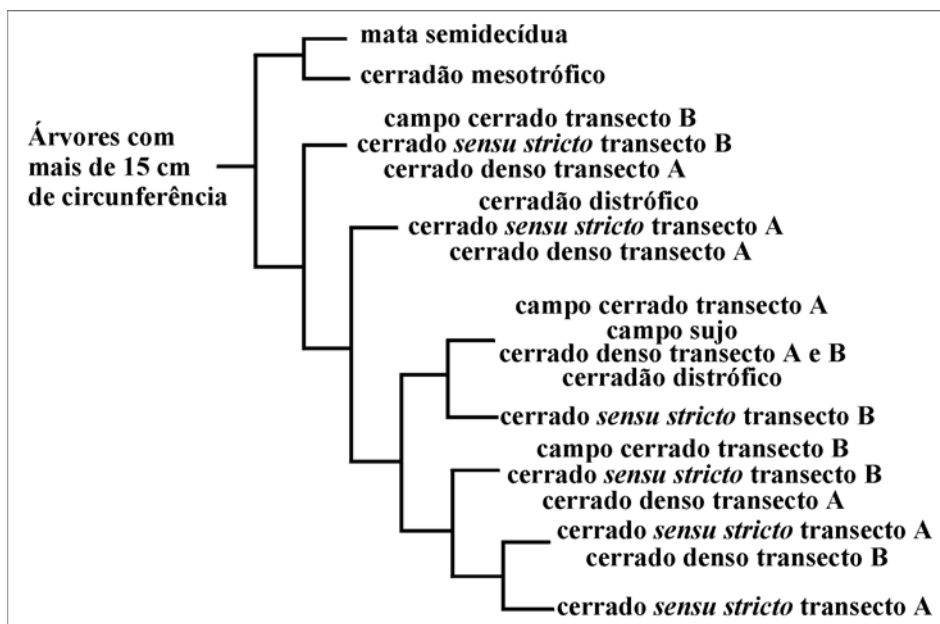 mata semidecídua
cerradão mesotrófico
Árvores com
mais de 15 cm
de circunferência
campo cerrado transecto B
cerrado sensu stricto transecto B
cerrado denso transecto A
cerradão distrófico
cerrado sensu stricto transecto A
cerrado denso transecto A
campo cerrado transecto A
campo sujo
cerrado denso transecto A e B
cerradão distrófico
cerrado sensu stricto transecto B
campo cerrado transecto B
cerrado sensu stricto transecto B
cerrado denso transecto A
cerrado sensu stricto transecto A
cerrado denso transecto B
cerrado sensu stricto transecto A